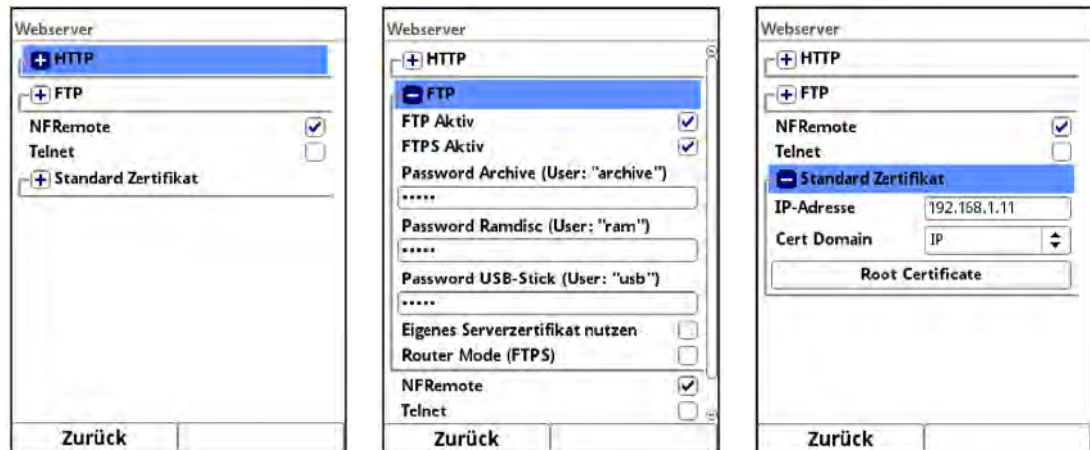 Webserver
HTTP
FTP
NFRemote
Telnet
Standard Zertifikat
Zurück
Webserver
HTTP
FTP
FTP Aktiv
FTPS Aktiv
Password Archive (User: "archive")
•••••
Password Ramdisc (User: "ram")
•••••
Password USB-Stick (User: "usb")
•••••
Eigenes Serverzertifikat nutzen
Router Mode (FTPS)
NFRemote
Telnet
Zurück
Webserver
HTTP
FTP
NFRemote
Telnet
Standard Zertifikat
IP-Adresse 192.168.1.11
Cert Domain IP
Root Certificate
Zurück